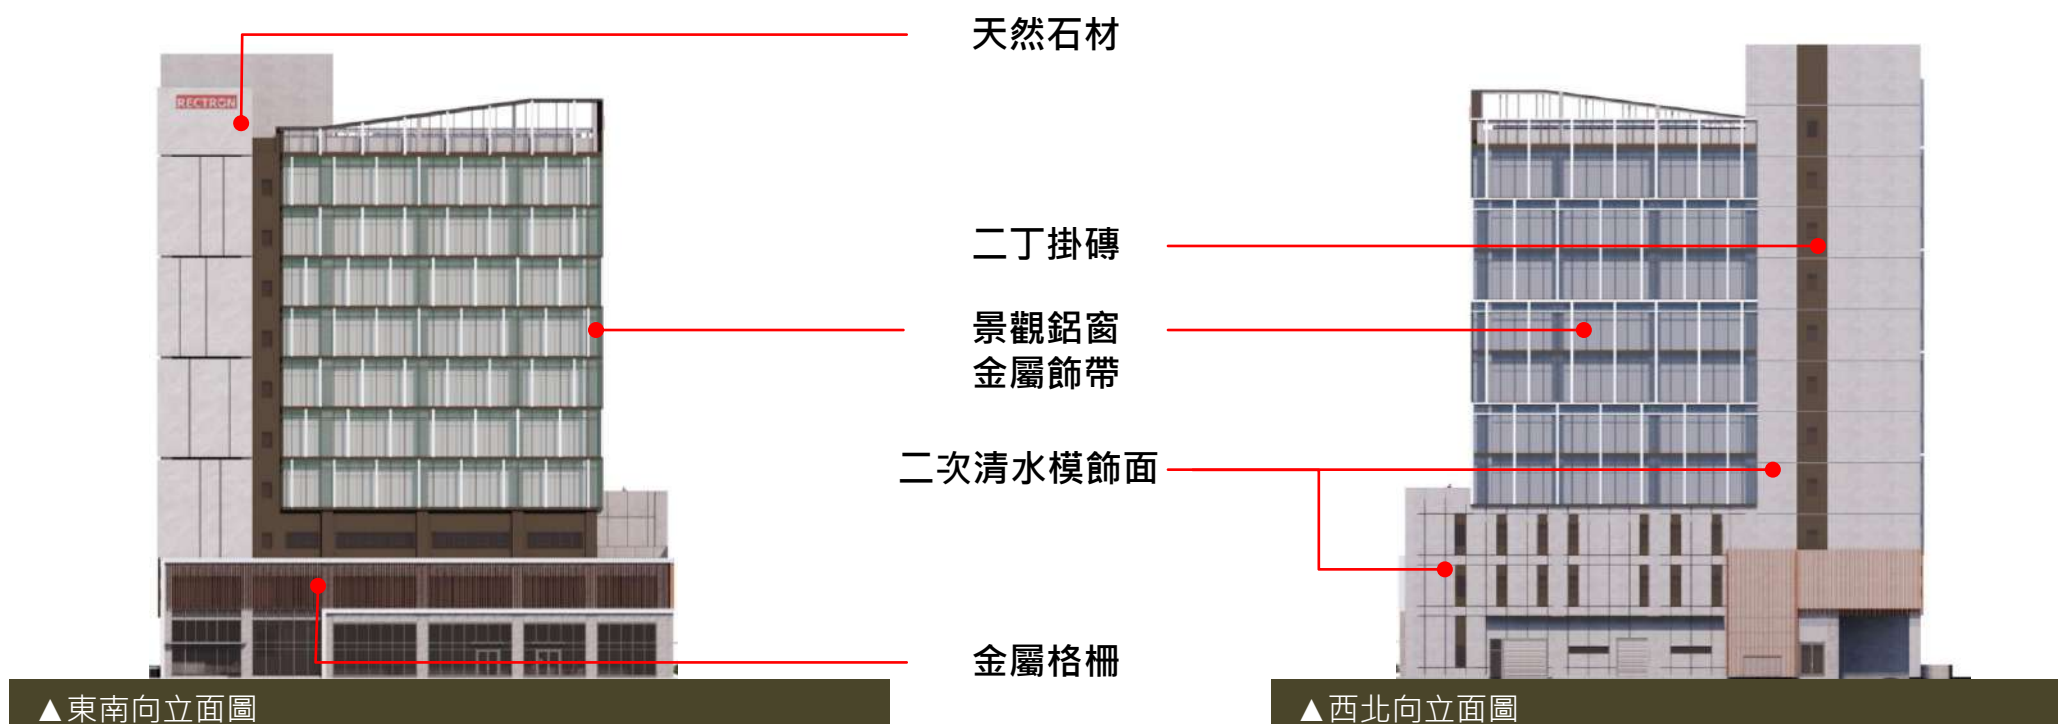 天然石材
RECTRON
二丁掛磚
景觀鋁窗
金屬飾帶
二次清水模飾面
金屬格柵
▲東南向立面圖
▲西北向立面圖